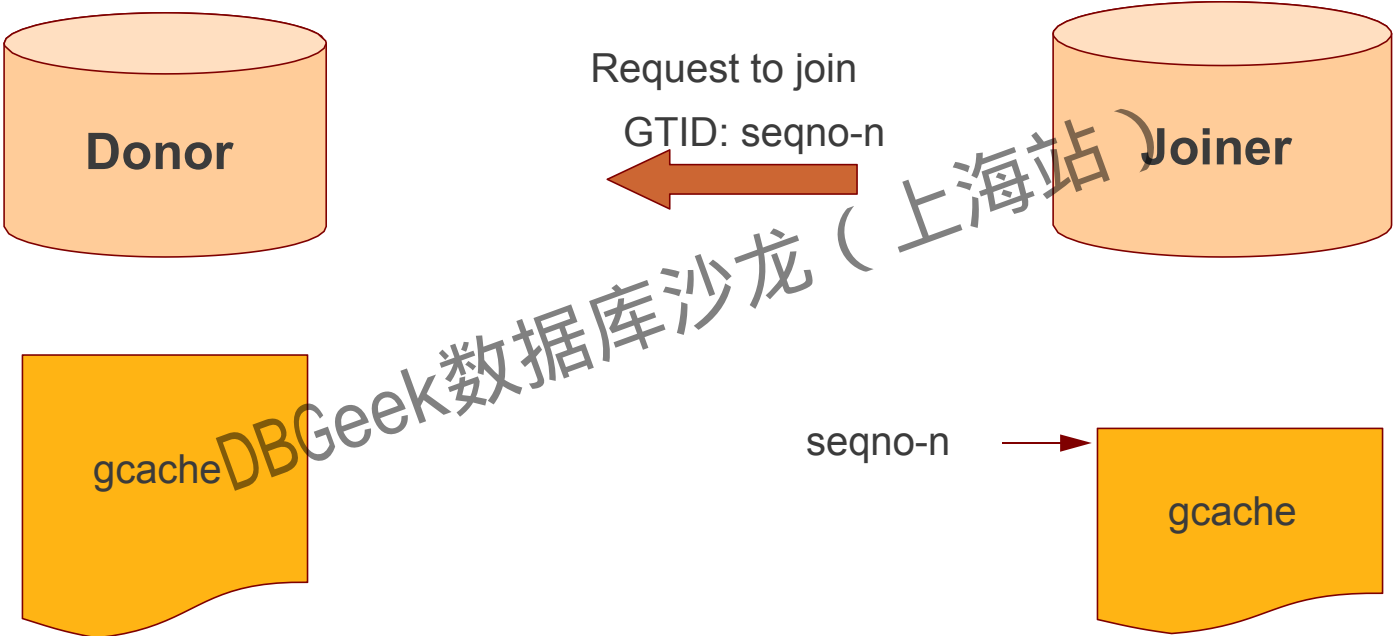 Request to join
GTID: seqno-n
Donor
Joiner
DBGeek数据库沙龙（上海站）
seqno-n
gcache
gcache